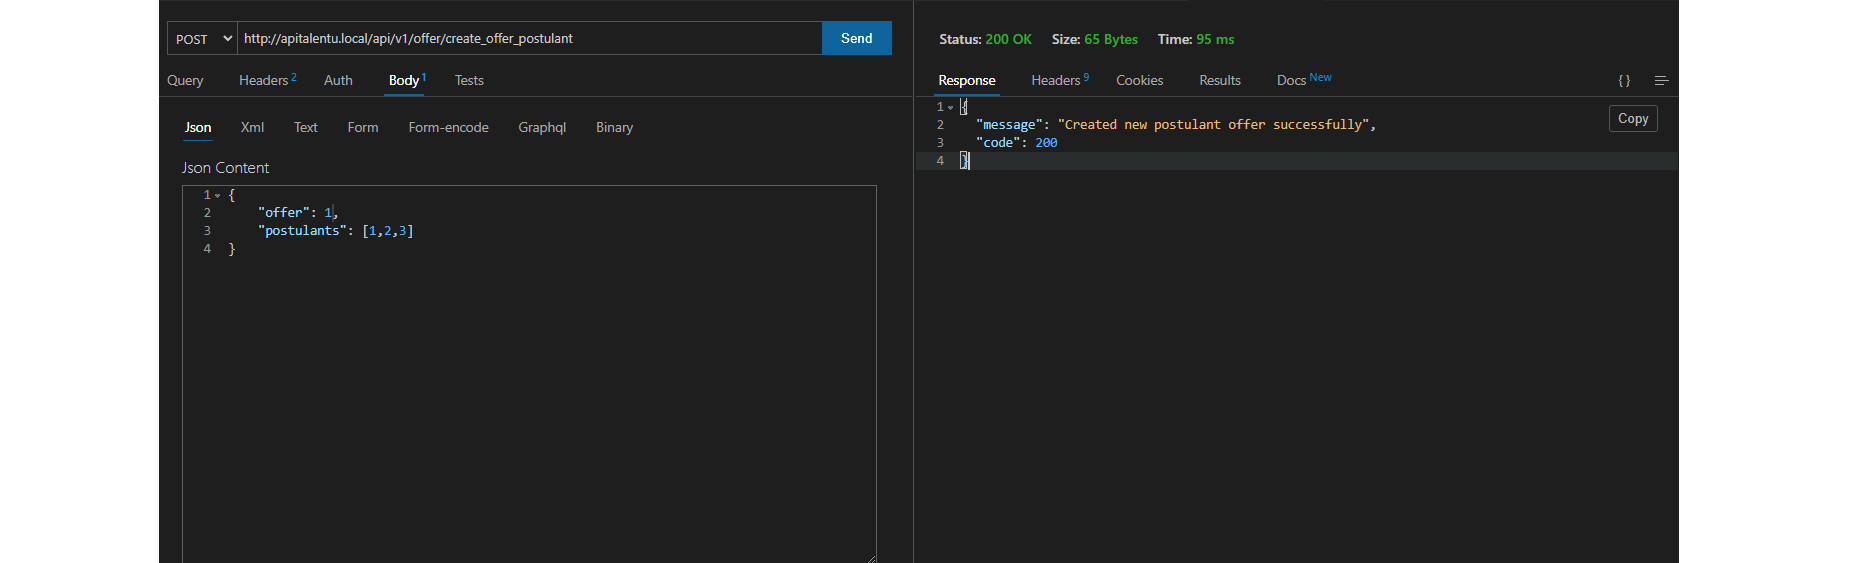 POST http://apitalentu.local/api/v1/offer/create_offer_postulant Send
Query Headers 2 Auth Body 1 Tests
Json Xml Text Form Form-encode Graphql Binary
Json Content
1 {
2 "offer": 1,
3 "postulants": [1,2,3]
4 }
Status: 200 OK Size: 65 Bytes Time: 95 ms
Response Headers 9 Cookies Results Docs New {}
Copy
1 {
2 "message": "Created new postulant offer successfully",
3 "code": 200
4 }